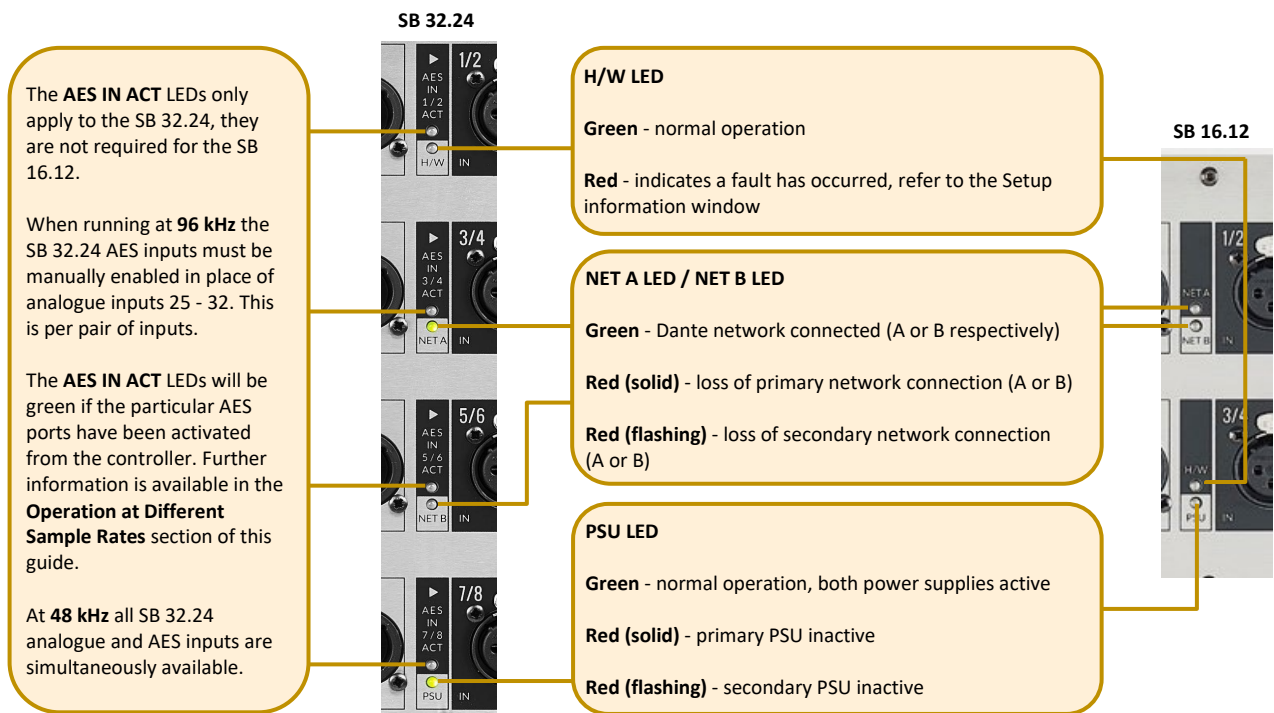 SB 32.24
The AES IN ACT LEDs only
apply to the SB 32.24, they
are not required for the SB
16.12.
When running at 96 kHz the
SB 32.24 AES inputs must be
manually enabled in place of
analogue inputs 25 - 32. This
is per pair of inputs.
The AES IN ACT LEDs will be
green if the particular AES
ports have been activated
from the controller. Further
information is available in the
Operation at Different
Sample Rates section of this
guide.
At 48 kHz all SB 32.24
analogue and AES inputs are
simultaneously available.
1/2
AES
IN
1/2
ACT
H/W
IN
3/4
AES
IN
3/4
ACT
NET A
IN
5/6
AES
IN
5/6
ACT
NET B
IN
7/8
AES
IN
7/8
ACT
PSU
IN
H/W LED
Green - normal operation
Red - indicates a fault has occurred, refer to the Setup
information window
NET A LED / NET B LED
Green - Dante network connected (A or B respectively)
Red (solid) - loss of primary network connection (A or B)
Red (flashing) - loss of secondary network connection
(A or B)
PSU LED
Green - normal operation, both power supplies active
Red (solid) - primary PSU inactive
Red (flashing) - secondary PSU inactive
SB 16.12
1/2
NET A
NET B
IN
3/4
H/W
PSU
IN